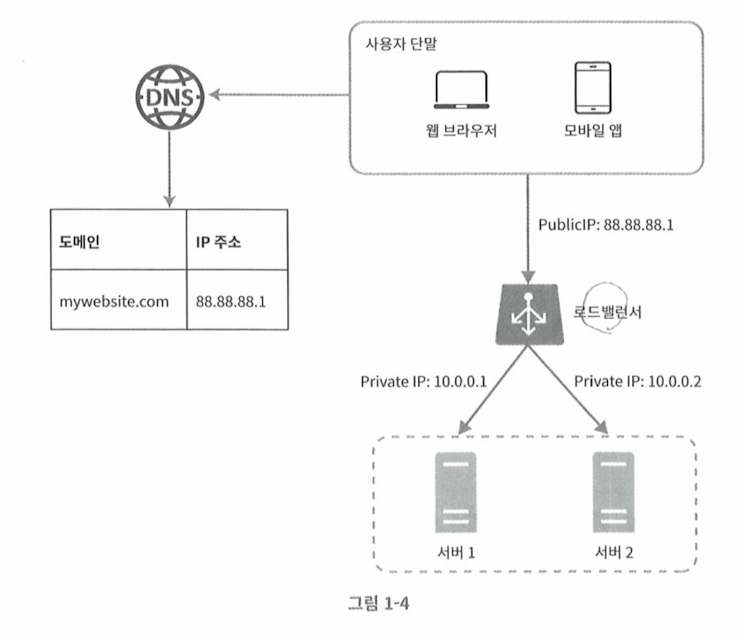 사용자 단말
DNS
웹 브라우저
모바일 앱
도메인
IP 주소
mywebsite.com
88.88.88.1
PublicIP: 88.88.88.1
로드밸런서
Private IP: 10.0.0.1
Private IP: 10.0.0.2
서버 1
서버 2
그림 1-4